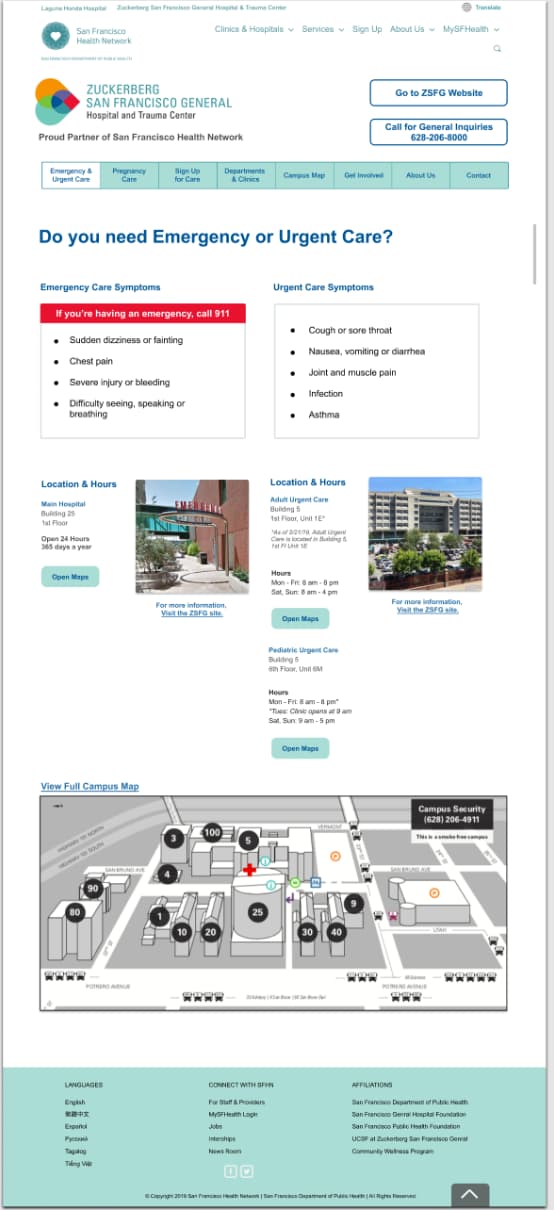 Laguna Honda Hospital Zuckerberg San Francisco General Hospital & Trauma Center Translate
San Francisco
Health Network
SAN FRANCISCO DEPARTMENT OF PUBLIC HEALTH
Clinics & Hospitals Services Sign Up About Us MySFHealth
ZUCKERBERG
SAN FRANCISCO GENERAL
Hospital and Trauma Center
Proud Partner of San Francisco Health Network
Go to ZSFG Website
Call for General Inquiries
628-206-8000
Emergency &
Urgent Care
Pregnancy
Care
Sign Up
for Care
Departments
& Clinics
Campus Map
Get Involved
About Us
Contact
Do you need Emergency or Urgent Care?
Emergency Care Symptoms
If you're having an emergency, call 911
• Sudden dizziness or fainting
• Chest pain
• Severe injury or bleeding
• Difficulty seeing, speaking or
breathing
Urgent Care Symptoms
• Cough or sore throat
• Nausea, vomiting or diarrhea
• Joint and muscle pain
• Infection
• Asthma
Location & Hours
Main Hospital
Building 25
1st Floor
Open 24 Hours
365 days a year
Open Maps
EMERGENCY
For more information,
Visit the ZSFG site.
Location & Hours
Adult Urgent Care
Building 5
1st Floor, Unit 1E*
*As of 2/21/19, Adult Urgent
Care is located in Building 5,
1st Fl Unit 1E
Hours
Mon - Fri: 8 am - 8 pm
Sat, Sun: 8 am - 4 pm
Open Maps
For more information,
Visit the ZSFG site.
Pediatric Urgent Care
Building 5
6th Floor, Unit 6M
Hours
Mon - Fri: 8 am - 8 pm*
*Tues: Clinic opens at 9 am
Sat, Sun: 9 am - 5 pm
Open Maps
View Full Campus Map
Campus Security
(628) 206-4911
This is a smoke free campus
HIGHWAY 101 NORTH
HIGHWAY 101 SOUTH
VERMONT
SAN BRUNO AVE
SAN BRUNO AVE
UTAH
POTRERO AVENUE
POTRERO AVENUE
3
100
5
4
90
80
1
10
20
25
30
40
9
LANGUAGES
English
繁體中文
Español
Русский
Tagalog
Tiếng Việt
CONNECT WITH SFHN
For Staff & Providers
MySFHealth Login
Jobs
Interships
News Room
AFFILIATIONS
San Francisco Department of Public Health
San Francisco Genral Hospital Foundation
San Francisco Public Health Foundation
UCSF at Zuckerberg San Fransisco Genral
Community Wellness Program
© Copyright 2019 San Francisco Health Network | San Francisco Department of Public Health | All Rights Reserved